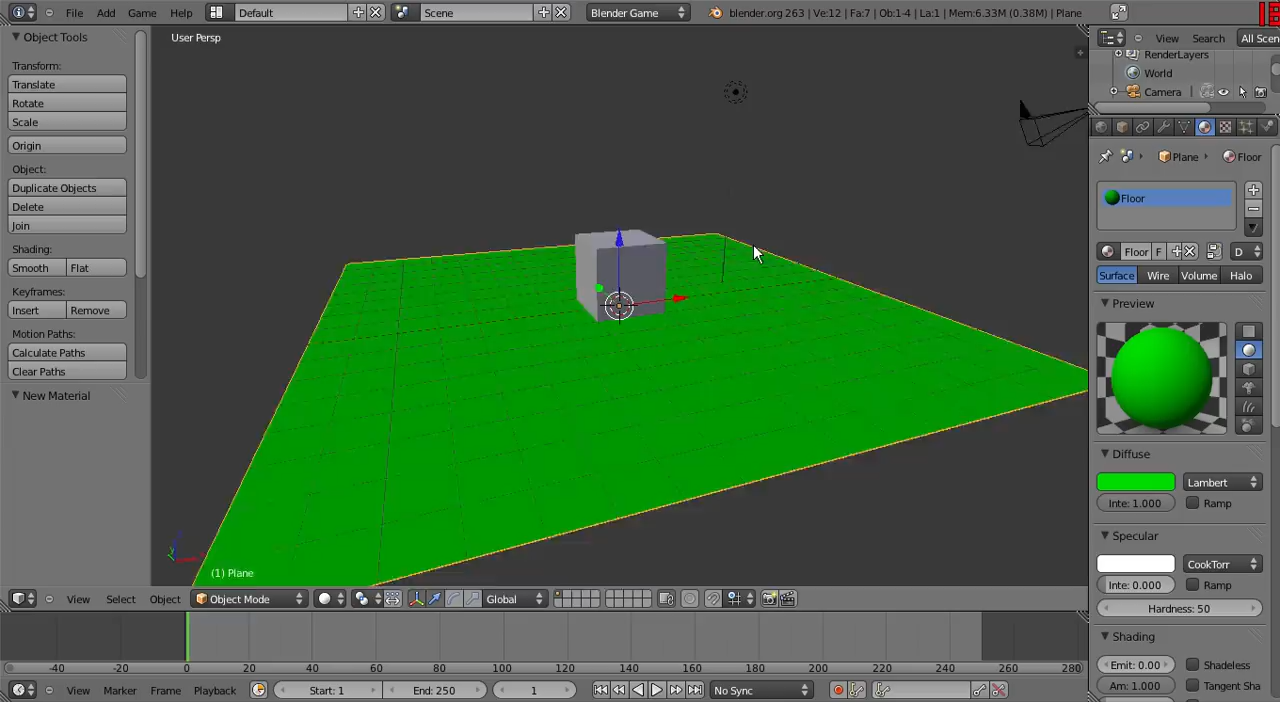 File Add Game Help Default Scene Blender Game blender.org 263 | Ve:12 | Fa:7 | Ob:1-4 | La:1 | Mem:6.33M (0.38M) | Plane
Object Tools
Transform:
Translate
Rotate
Scale
Origin
Object:
Duplicate Objects
Delete
Join
Shading:
Smooth Flat
Keyframes:
Insert Remove
Motion Paths:
Calculate Paths
Clear Paths
New Material
User Persp
(1) Plane
View Search All Scen
RenderLayers
World
Camera
Plane Floor
Floor
Floor F D
Surface Wire Volume Halo
Preview
Diffuse
Lambert
Inte: 1.000 Ramp
Specular
CookTorr
Inte: 0.000 Ramp
Hardness: 50
Shading
Emit: 0.00 Shadeless
Am: 1.000 Tangent Sha
View Select Object Object Mode Global
-40 -20 0 20 40 60 80 100 120 140 160 180 200 220 240 260 280
View Marker Frame Playback Start: 1 End: 250 1 No Sync